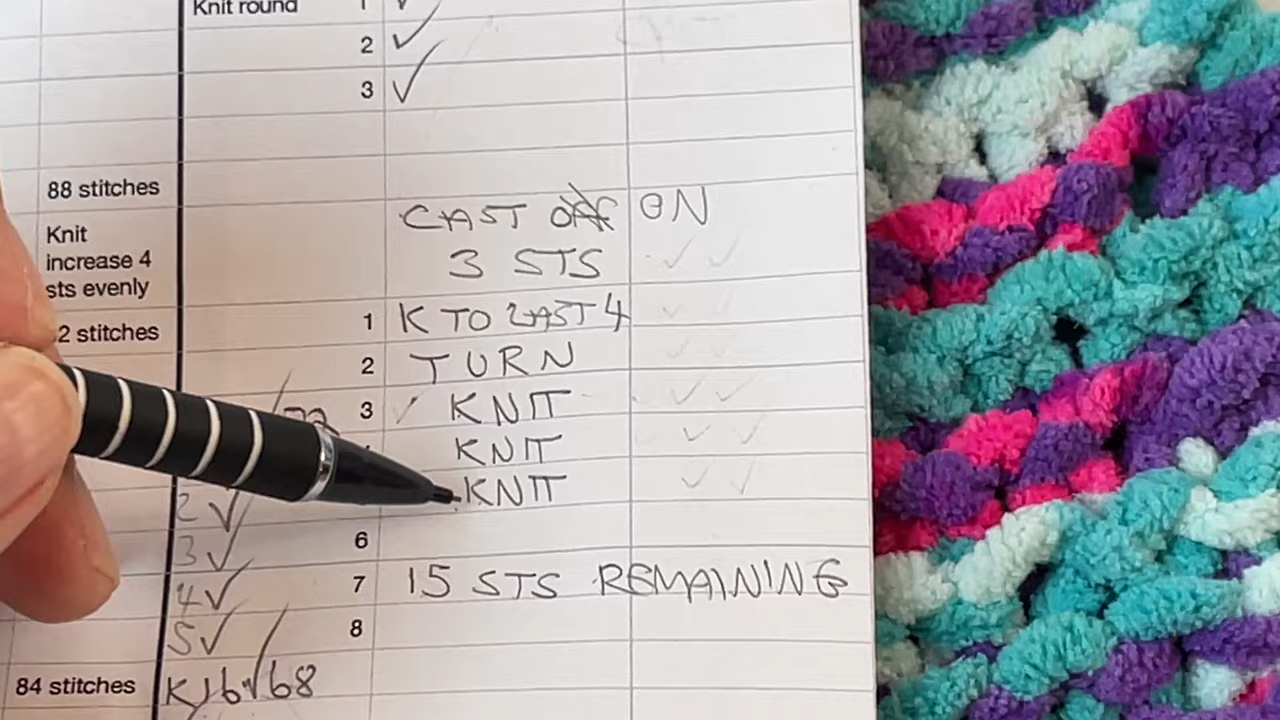 Knit round 1 ✓
2 ✓
3 ✓
88 stitches
CAST ON
Knit
increase 4
sts evenly
3 STS
2 stitches
1 K TO LAST 4
2 TURN
72
3 KNIT
KNIT
KNIT
2 ✓
3 ✓
6
4 ✓
7 15 STS REMAINING
5 ✓
8
84 stitches
K16 68